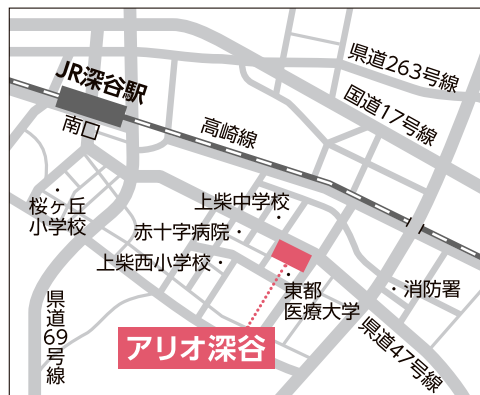 県道263号線
JR深谷駅
国道17号線
南口
高崎線
上柴中学校
桜ヶ丘
小学校
赤十字病院
上柴西小学校
東都
医療大学
消防署
県道69号線
アリオ深谷
県道47号線